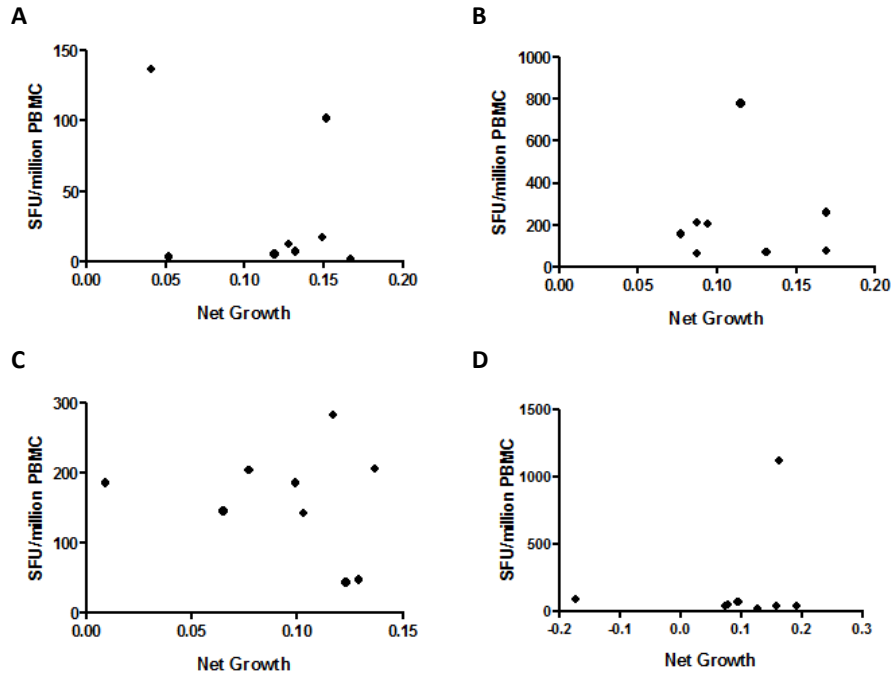 A
SFU/million PBMC
150
100
50
0
0.00 0.05 0.10 0.15 0.20
Net Growth
B
SFU/million PBMC
1000
800
600
400
200
0
0.00 0.05 0.10 0.15 0.20
Net Growth
C
SFU/million PBMC
300
200
100
0
0.00 0.05 0.10 0.15
Net Growth
D
SFU/million PBMC
1500
1000
500
0
-0.2 -0.1 0.0 0.1 0.2 0.3
Net Growth